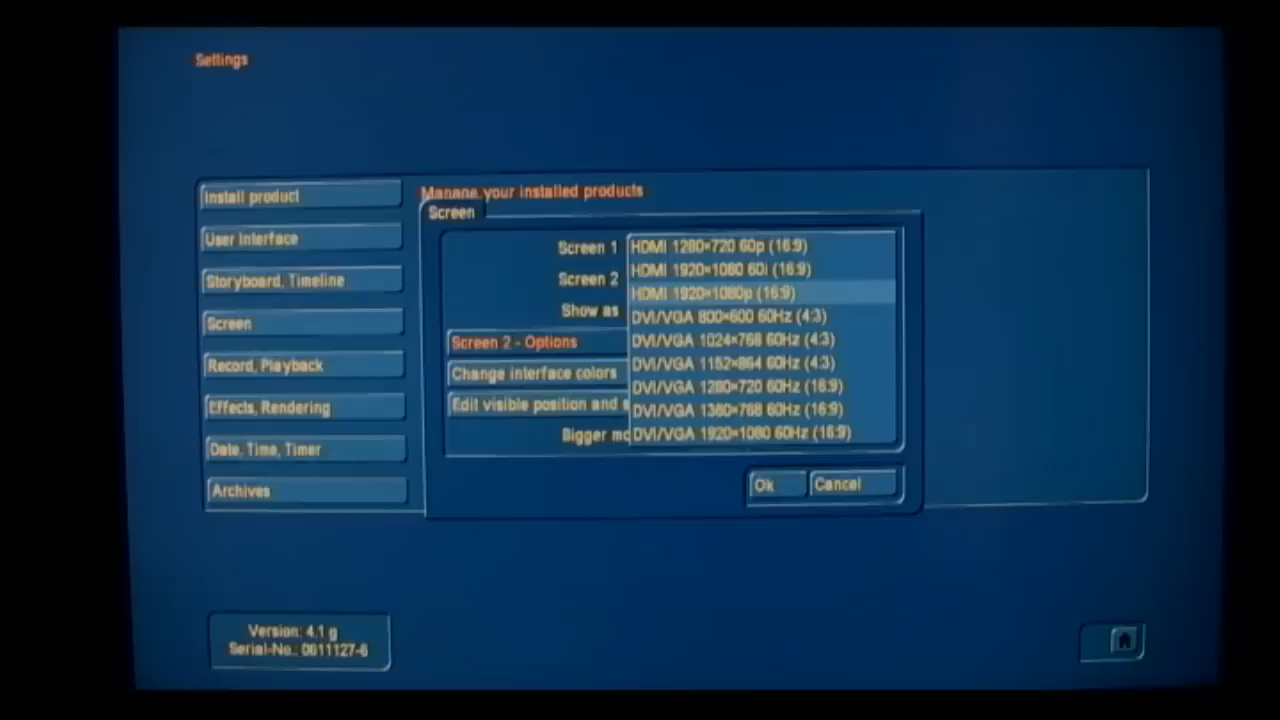 Settings
Install product
User Interface
Storyboard, Timeline
Screen
Record, Playback
Effects, Rendering
Date, Time, Timer
Archives
Manage your installed products
Screen
Screen 1
Screen 2
Show as
Screen 2 - Options
Change interface colors
Edit visible position and
Bigger
HDMI 1280×720 60p (16:9)
HDMI 1920×1080 60i (16:9)
HDMI 1920×1080p (16:9)
DVI/VGA 800×600 60Hz (4:3)
DVI/VGA 1024×768 60Hz (4:3)
DVI/VGA 1152×864 60Hz (4:3)
DVI/VGA 1280×720 60Hz (16:9)
DVI/VGA 1360×768 60Hz (16:9)
DVI/VGA 1920×1080 60Hz (16:9)
Ok
Cancel
Version: 4.1 g
Serial-No.: 0611127-6